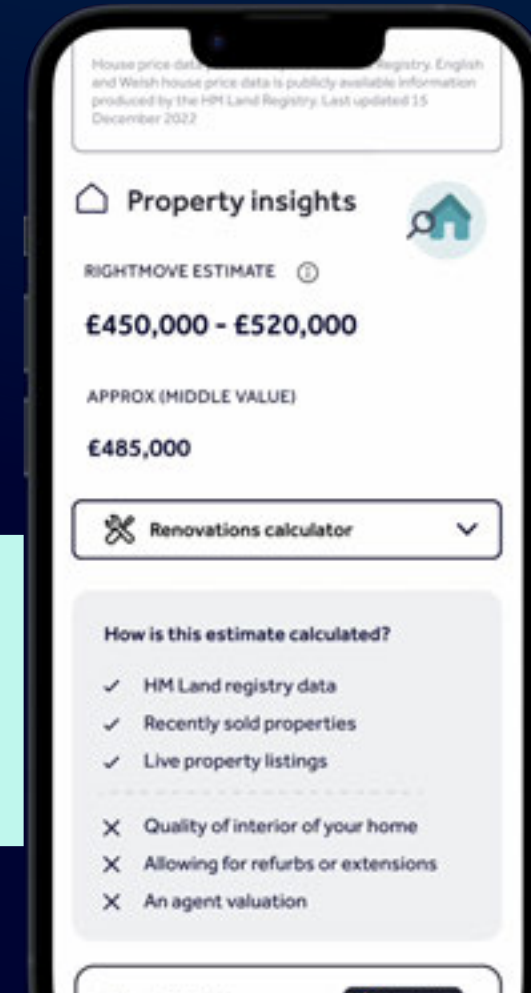 House price data Registry. English
and Welsh house price data is publicly available information
produced by the HM Land Registry. Last updated 15
December 2022
Property insights
RIGHTMOVE ESTIMATE
£450,000 - £520,000
APPROX (MIDDLE VALUE)
£485,000
Renovations calculator
How is this estimate calculated?
✓ HM Land registry data
✓ Recently sold properties
✓ Live property listings
X Quality of interior of your home
X Allowing for refurbs or extensions
X An agent valuation